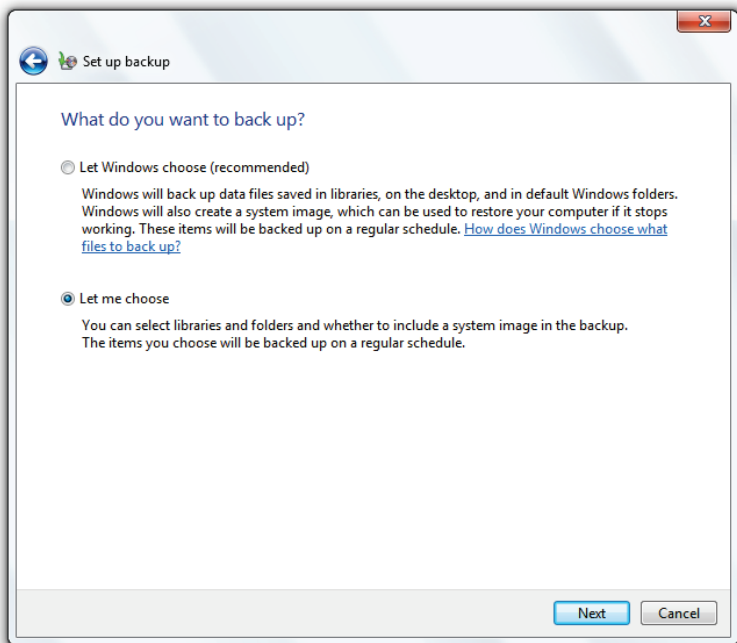 X
Set up backup
What do you want to back up?
Let Windows choose (recommended)
Windows will back up data files saved in libraries, on the desktop, and in default Windows folders.
Windows will also create a system image, which can be used to restore your computer if it stops
working. These items will be backed up on a regular schedule. How does Windows choose what
files to back up?
Let me choose
You can select libraries and folders and whether to include a system image in the backup.
The items you choose will be backed up on a regular schedule.
Next Cancel